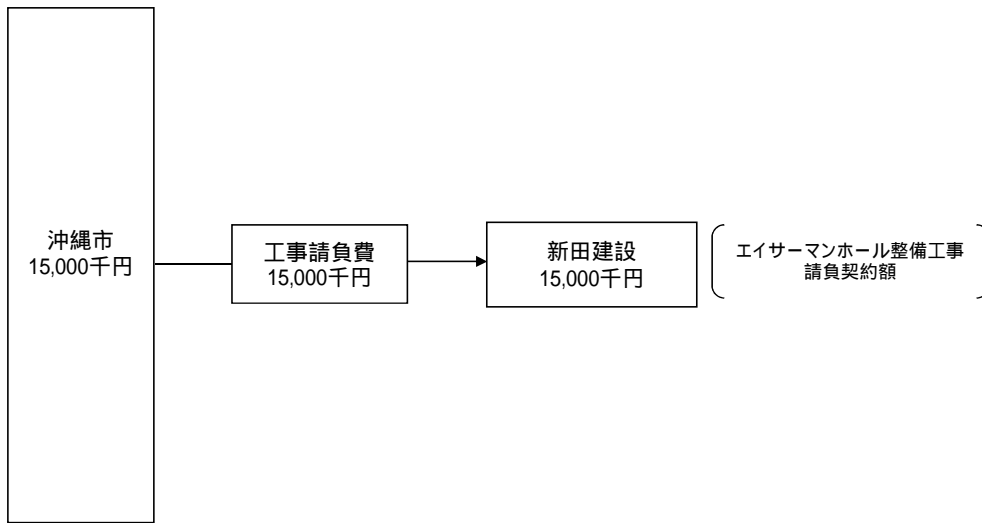 沖縄市
15,000千円
工事請負費
15,000千円
新田建設
15,000千円
エイサーマンホール整備工事
請負契約額